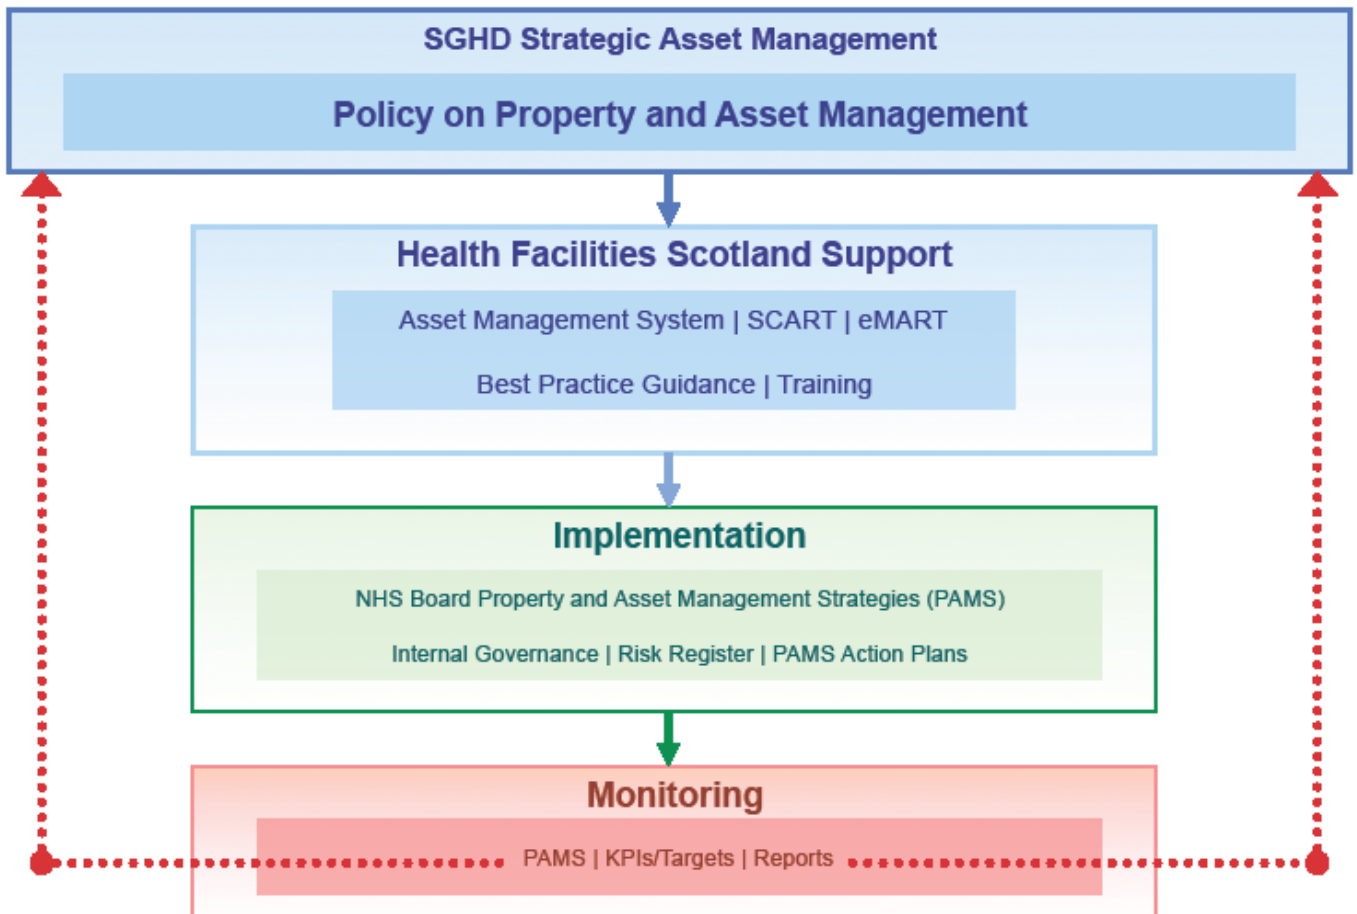 SGHD Strategic Asset Management
Policy on Property and Asset Management
Health Facilities Scotland Support
Asset Management System | SCART | eMART
Best Practice Guidance | Training
Implementation
NHS Board Property and Asset Management Strategies (PAMS)
Internal Governance | Risk Register | PAMS Action Plans
Monitoring
PAMS | KPIs/Targets | Reports